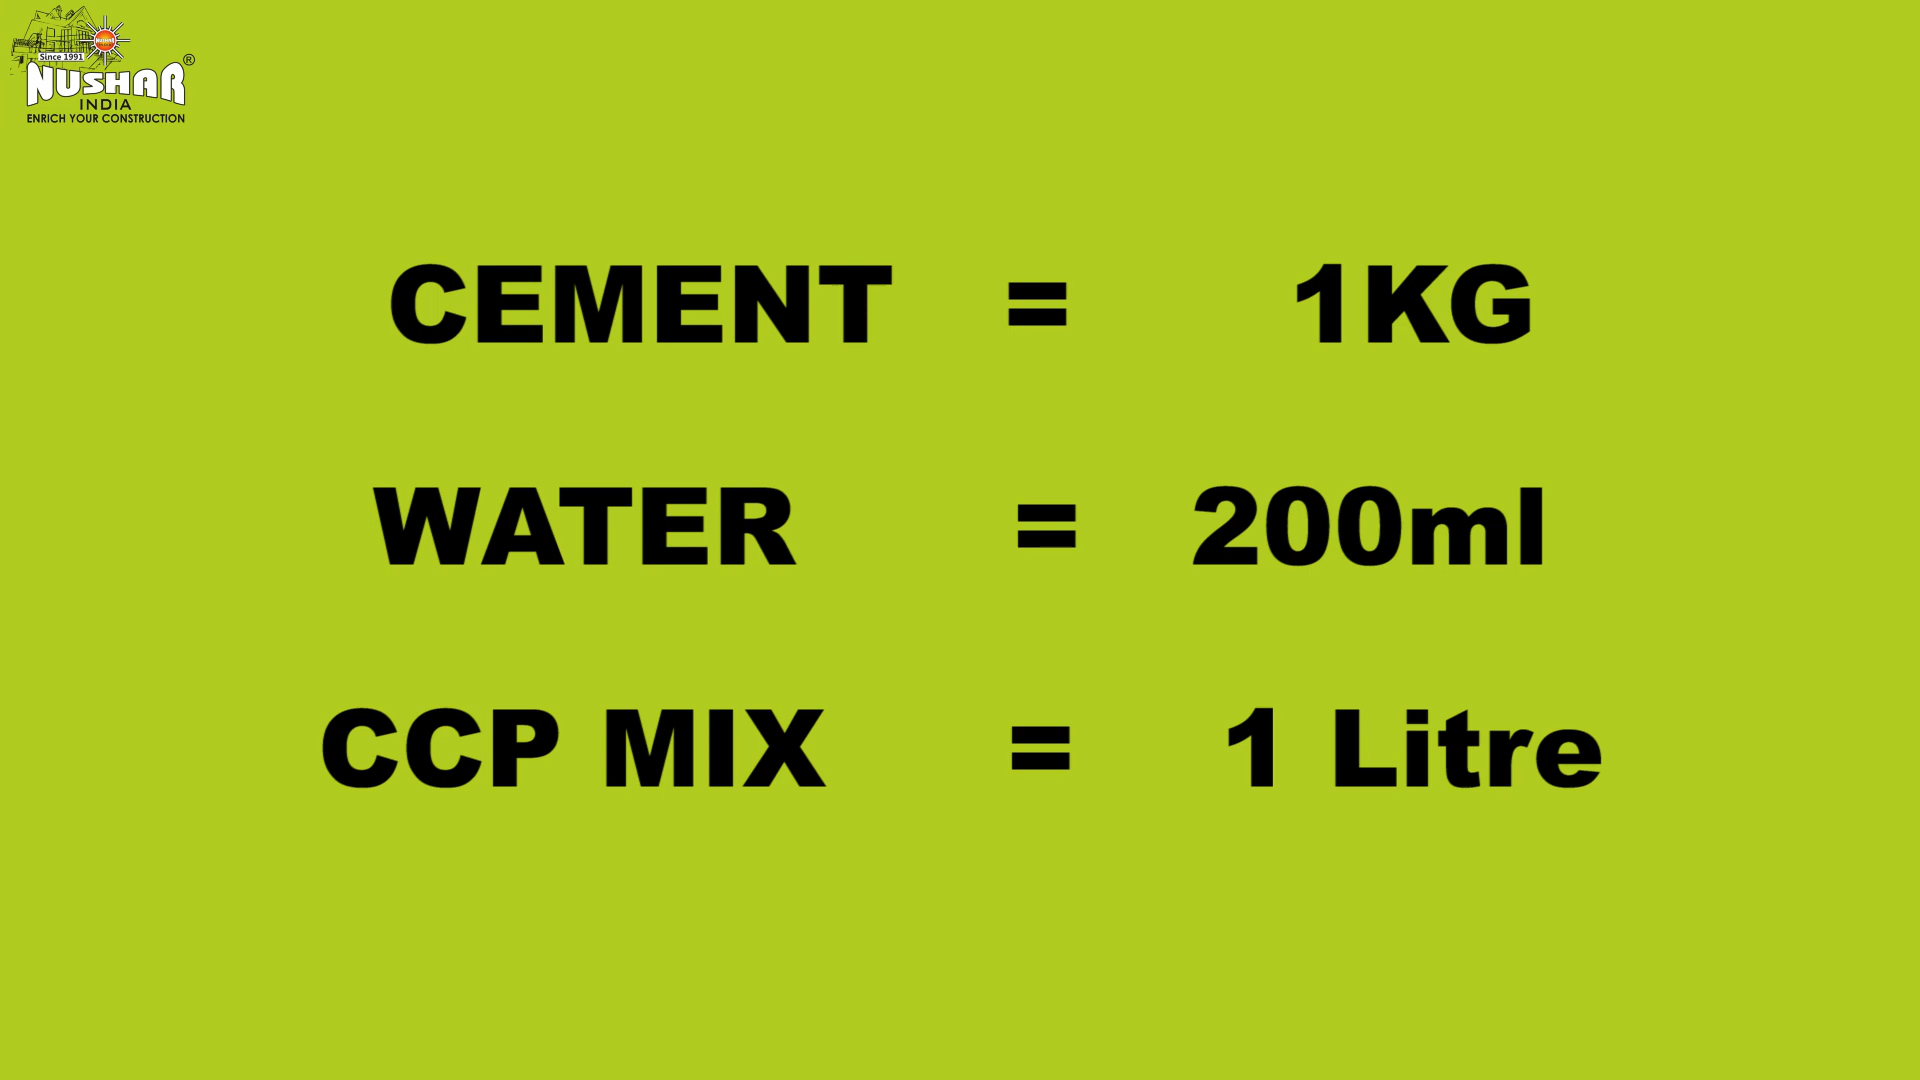 Since 1991
NUSHAR®
INDIA
ENRICH YOUR CONSTRUCTION
CEMENT = 1KG
WATER = 200ml
CCP MIX = 1 Litre